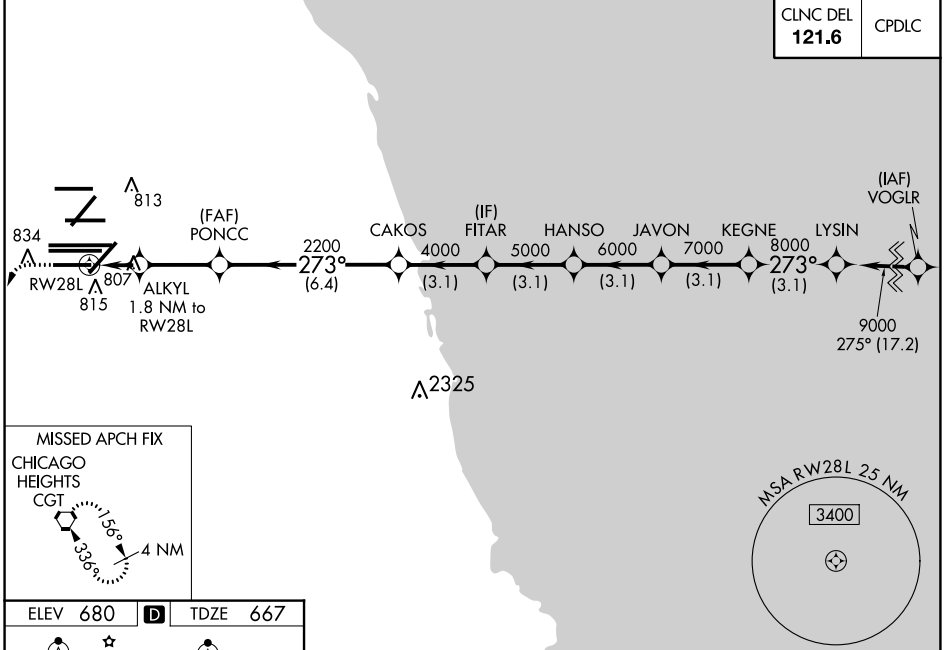 CLNC DEL
121.6
CPDLC
(IAF)
VOGLR
813
834
(FAF)
PONCC
CAKOS
(IF)
FITAR
HANSO
JAVON
KEGNE
LYSIN
2200
273°
(6.4)
4000
(3.1)
5000
(3.1)
6000
(3.1)
7000
(3.1)
8000
273°
(3.1)
9000
275° (17.2)
RW28L
807
815
ALKYL
1.8 NM to
RW28L
2325
MISSED APCH FIX
CHICAGO
HEIGHTS
CGT
156°
336°
4 NM
MSA RW28L 25 NM
3400
ELEV 680
D
TDZE 667